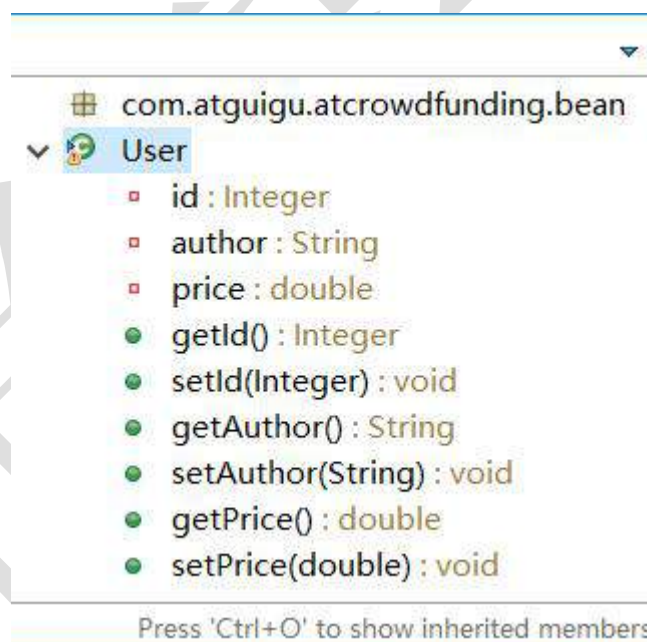 com.atguigu.atcrowdfunding.bean
User
id : Integer
author : String
price : double
getId() : Integer
setId(Integer) : void
getAuthor() : String
setAuthor(String) : void
getPrice() : double
setPrice(double) : void
Press 'Ctrl+O' to show inherited members